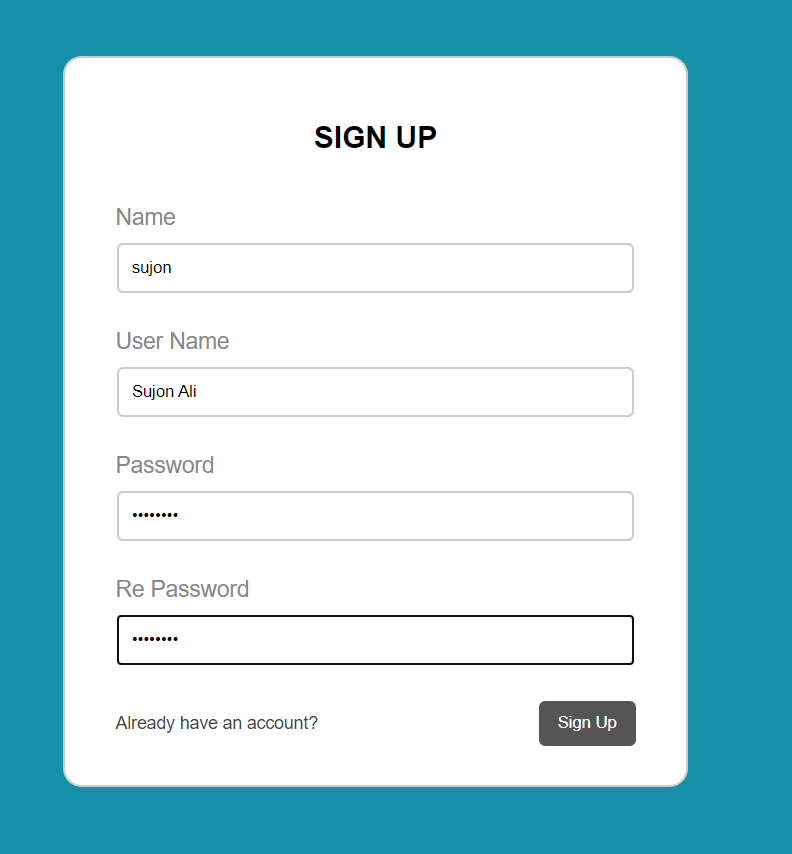 SIGN UP
Name
sujon
User Name
Sujon Ali
Password
••••••••
Re Password
••••••••
Already have an account?
Sign Up